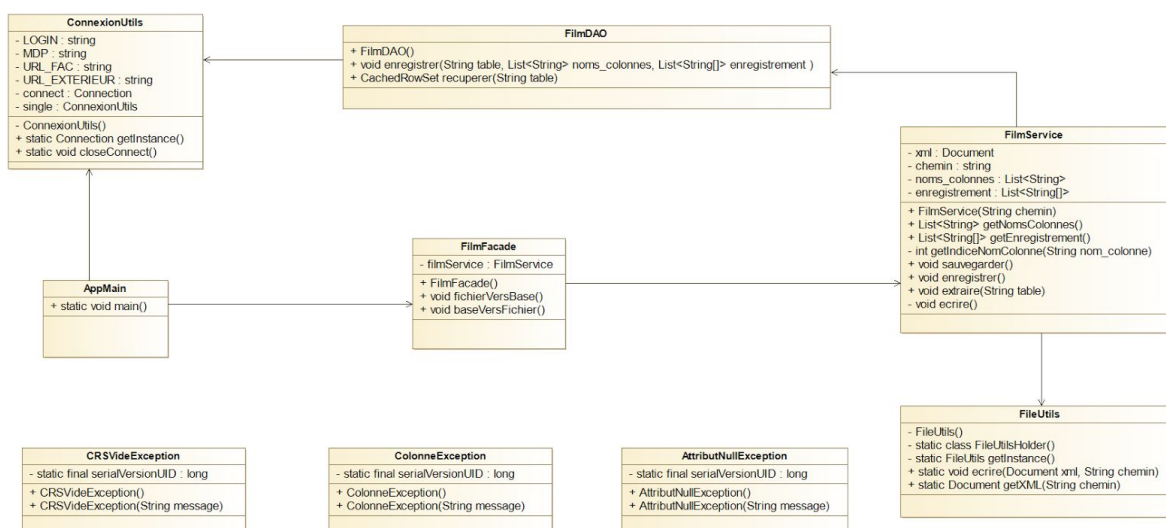 ConnexionUtils
- LOGIN : string
- MDP : string
- URL_FAC : string
- URL_EXTERIEUR : string
- connect : Connection
- single : ConnexionUtils
- ConnexionUtils()
+ static Connection getInstance()
+ static void closeConnect()
FilmDAO
+ FilmDAO()
+ void enregistrer(String table, List<String> noms_colonnes, List<String[]> enregistrement )
+ CachedRowSet recuperer(String table)
FilmService
- xml : Document
- chemin : string
- noms_colonnes : List<String>
- enregistrement : List<String[]>
+ FilmService(String chemin)
+ List<String> getNomsColonnes()
+ List<String[]> getEnregistrement()
- int getIndiceNomColonne(String nom_colonne)
+ void sauvegarder()
+ void enregistrer()
+ void extraire(String table)
- void ecrire()
FilmFacade
- filmService : FilmService
+ FilmFacade()
+ void fichierVersBase()
+ void baseVersFichier()
AppMain
+ static void main()
FileUtils
- FileUtils()
- static class FileUtilsHolder()
- static FileUtils getInstance()
+ static void ecrire(Document xml, String chemin)
+ static Document getXML(String chemin)
CRSVideException
- static final serialVersionUID : long
+ CRSVideException()
+ CRSVideException(String message)
ColonneException
- static final serialVersionUID : long
+ ColonneException()
+ ColonneException(String message)
AttributNullException
- static final serialVersionUID : long
+ AttributNullException()
+ AttributNullException(String message)